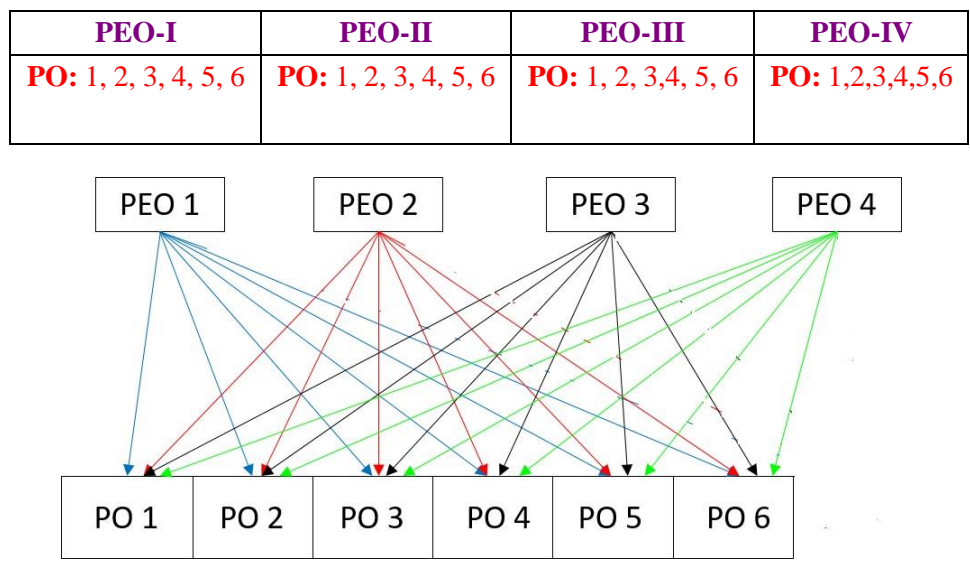 PEO-I PEO-II PEO-III PEO-IV
PO: 1, 2, 3, 4, 5, 6 PO: 1, 2, 3, 4, 5, 6 PO: 1, 2, 3,4, 5, 6 PO: 1,2,3,4,5,6
PEO 1 PEO 2 PEO 3 PEO 4
PO 1 PO 2 PO 3 PO 4 PO 5 PO 6